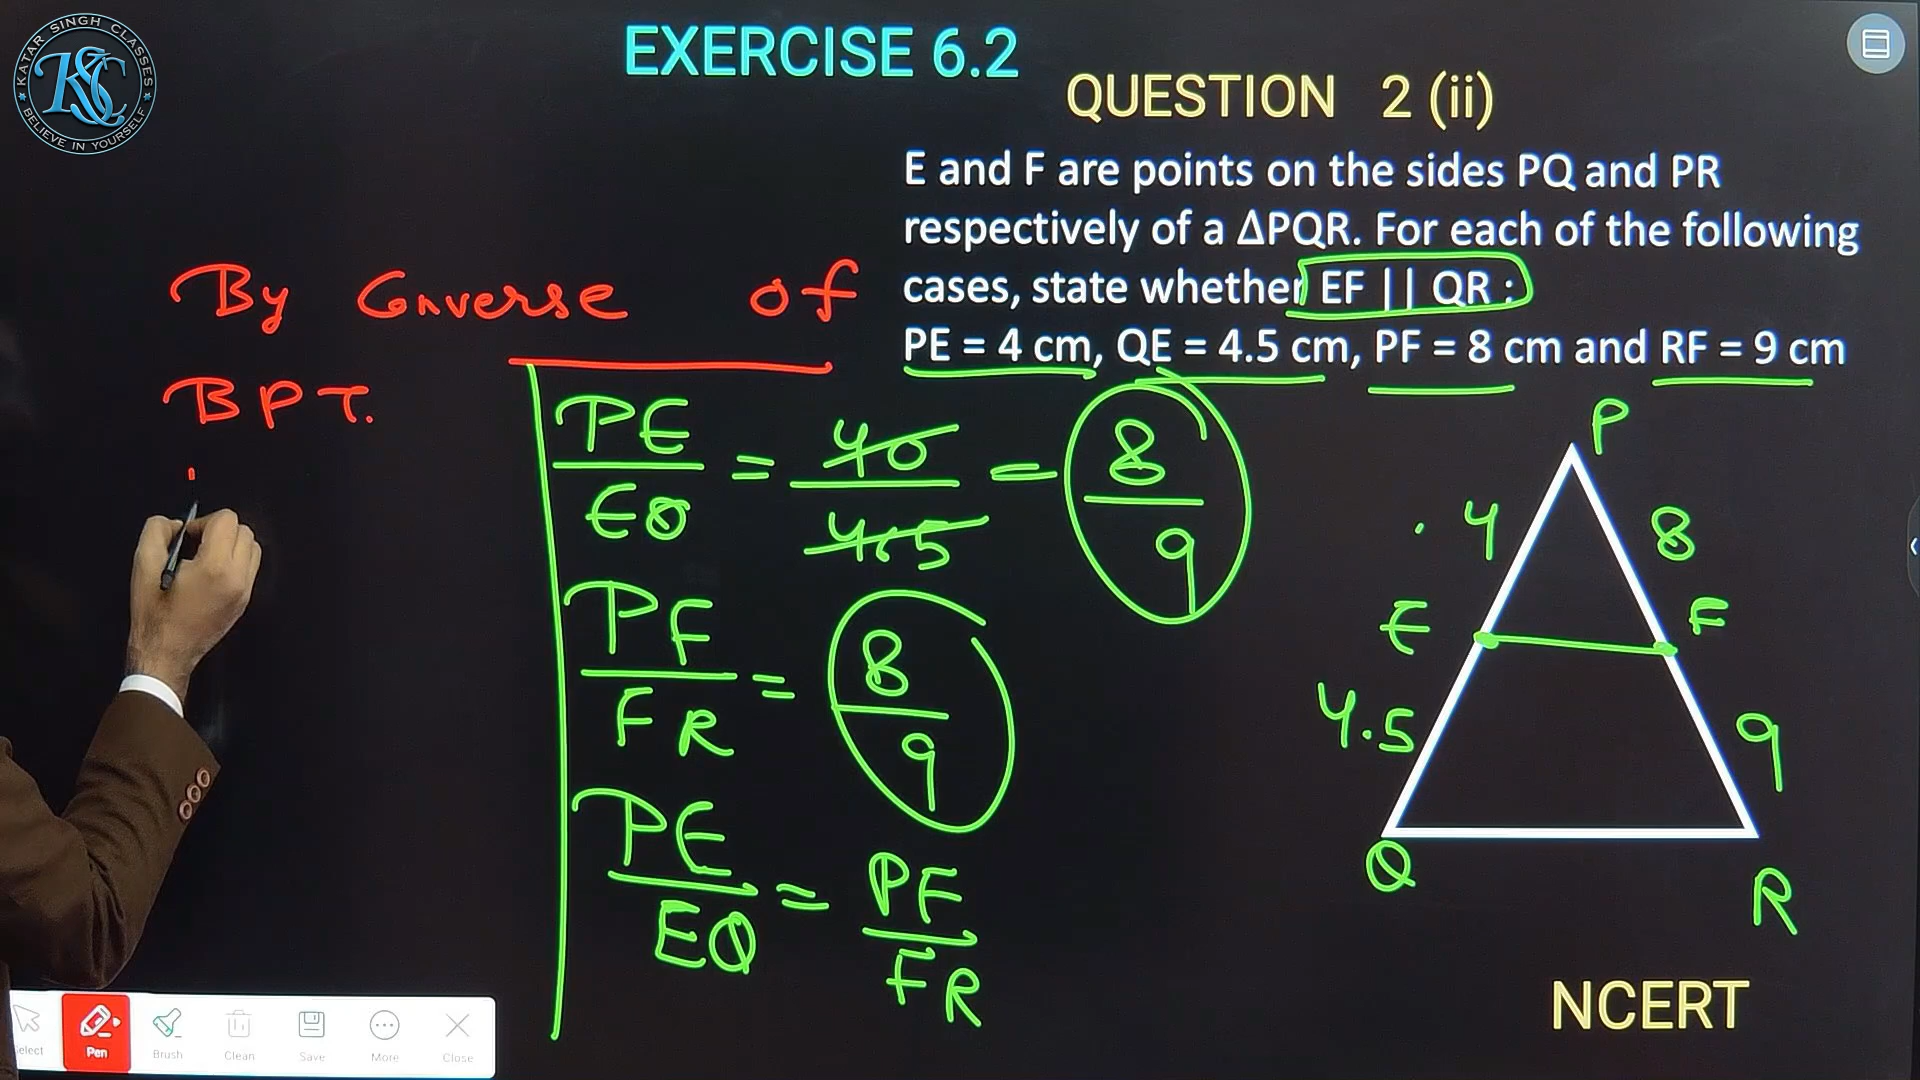 KATAR SINGH CLASSES
KSC
BELIEVE IN YOURSELF
EXERCISE 6.2
QUESTION 2 (ii)
E and F are points on the sides PQ and PR
respectively of a ΔPQR. For each of the following
cases, state whether EF || QR :
PE = 4 cm, QE = 4.5 cm, PF = 8 cm and RF = 9 cm
By Converse of
BPT.
PE/EQ = 40/4.5 = 8/9
PF/FR = 8/9
PE/EQ = PF/FR
P
4 8
E F
4.5 9
Q R
NCERT
Select Pen Brush Clean Save More Close